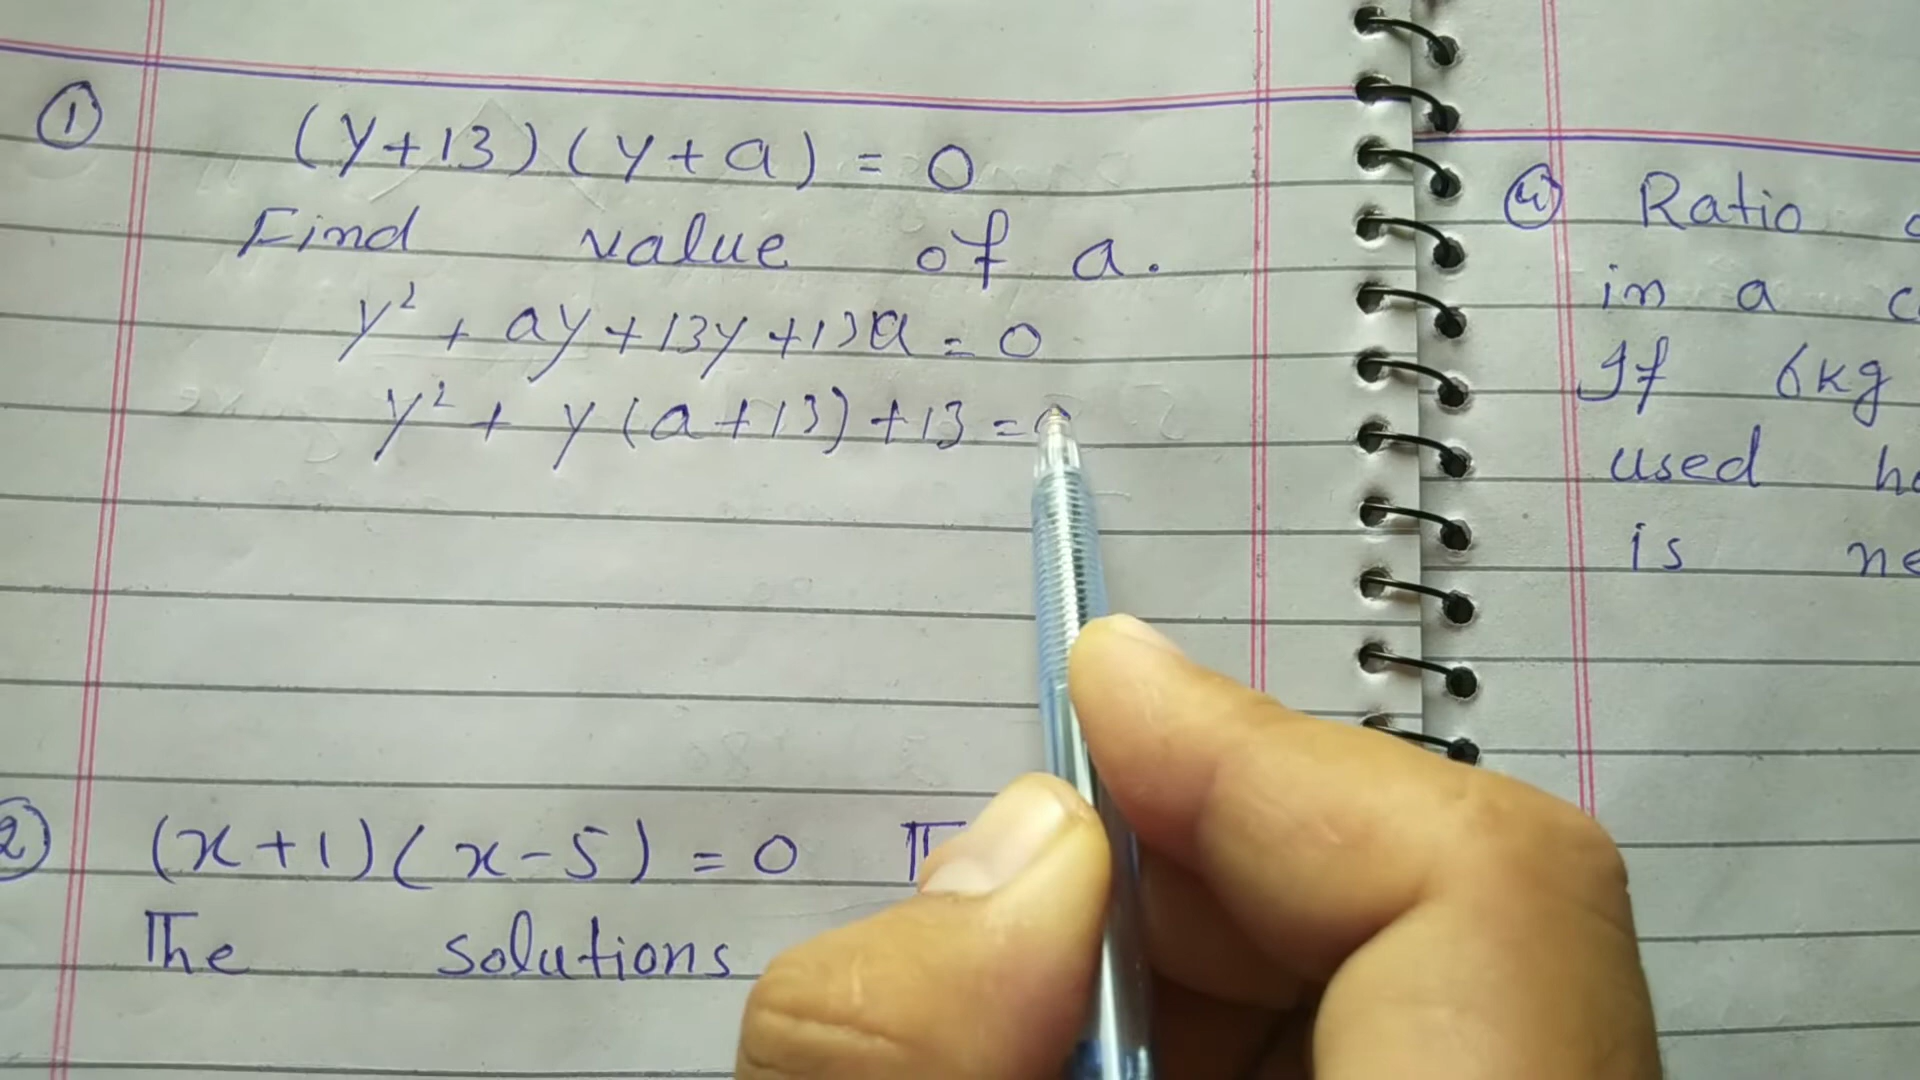 ①
(y+13)(y+a)=0
Find value of a.
y² + ay+13y+13a=0
y² + y(a+13)+13=0
② (x+1)(x-5)=0
The solutions
④ Ratio
in a
If 6kg
used
is